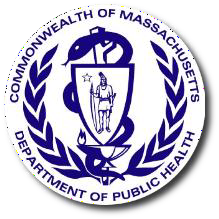 COMMONWEALTH OF MASSACHUSETTS
DEPARTMENT OF PUBLIC HEALTH